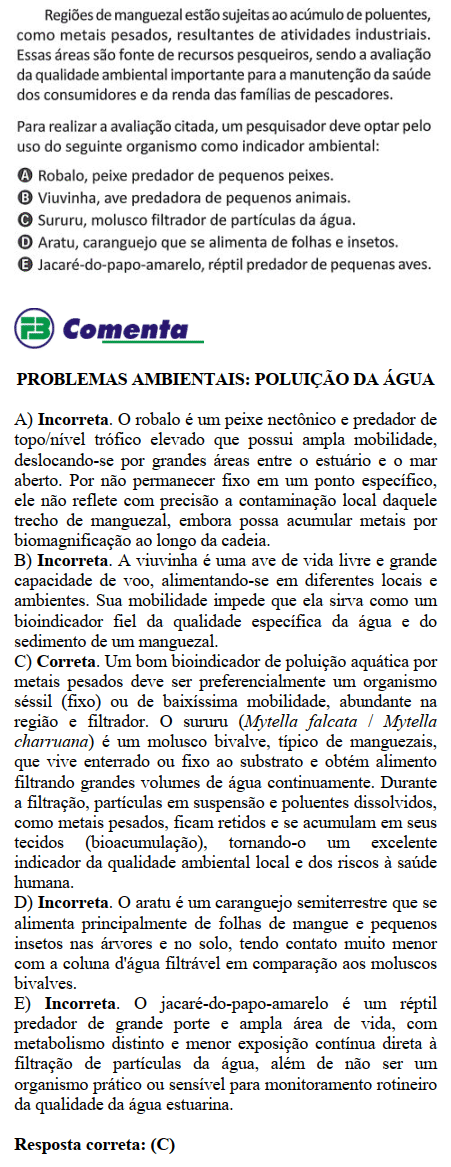 Regiões de manguezal estão sujeitas ao acúmulo de poluentes,
como metais pesados, resultantes de atividades industriais.
Essas áreas são fonte de recursos pesqueiros, sendo a avaliação
da qualidade ambiental importante para a manutenção da saúde
dos consumidores e da renda das famílias de pescadores.
Para realizar a avaliação citada, um pesquisador deve optar pelo
uso do seguinte organismo como indicador ambiental:
A Robalo, peixe predador de pequenos peixes.
B Viuvinha, ave predadora de pequenos animais.
C Sururu, molusco filtrador de partículas da água.
D Aratu, caranguejo que se alimenta de folhas e insetos.
E Jacaré-do-papo-amarelo, réptil predador de pequenas aves.
FB Comenta
PROBLEMAS AMBIENTAIS: POLUIÇÃO DA ÁGUA
A) Incorreta. O robalo é um peixe nectônico e predador de
topo/nível trófico elevado que possui ampla mobilidade,
deslocando-se por grandes áreas entre o estuário e o mar
aberto. Por não permanecer fixo em um ponto específico,
ele não reflete com precisão a contaminação local daquele
trecho de manguezal, embora possa acumular metais por
biomagnificação ao longo da cadeia.
B) Incorreta. A viuvinha é uma ave de vida livre e grande
capacidade de voo, alimentando-se em diferentes locais e
ambientes. Sua mobilidade impede que ela sirva como um
bioindicador fiel da qualidade específica da água e do
sedimento de um manguezal.
C) Correta. Um bom bioindicador de poluição aquática por
metais pesados deve ser preferencialmente um organismo
séssil (fixo) ou de baixíssima mobilidade, abundante na
região e filtrador. O sururu (Mytella falcata / Mytella
charruana) é um molusco bivalve, típico de manguezais,
que vive enterrado ou fixo ao substrato e obtém alimento
filtrando grandes volumes de água continuamente. Durante
a filtração, partículas em suspensão e poluentes dissolvidos,
como metais pesados, ficam retidos e se acumulam em seus
tecidos (bioacumulação), tornando-o um excelente
indicador da qualidade ambiental local e dos riscos à saúde
humana.
D) Incorreta. O aratu é um caranguejo semiterrestre que se
alimenta principalmente de folhas de mangue e pequenos
insetos nas árvores e no solo, tendo contato muito menor
com a coluna d'água filtrável em comparação aos moluscos
bivalves.
E) Incorreta. O jacaré-do-papo-amarelo é um réptil
predador de grande porte e ampla área de vida, com
metabolismo distinto e menor exposição contínua direta à
filtração de partículas da água, além de não ser um
organismo prático ou sensível para monitoramento rotineiro
da qualidade da água estuarina.
Resposta correta: (C)